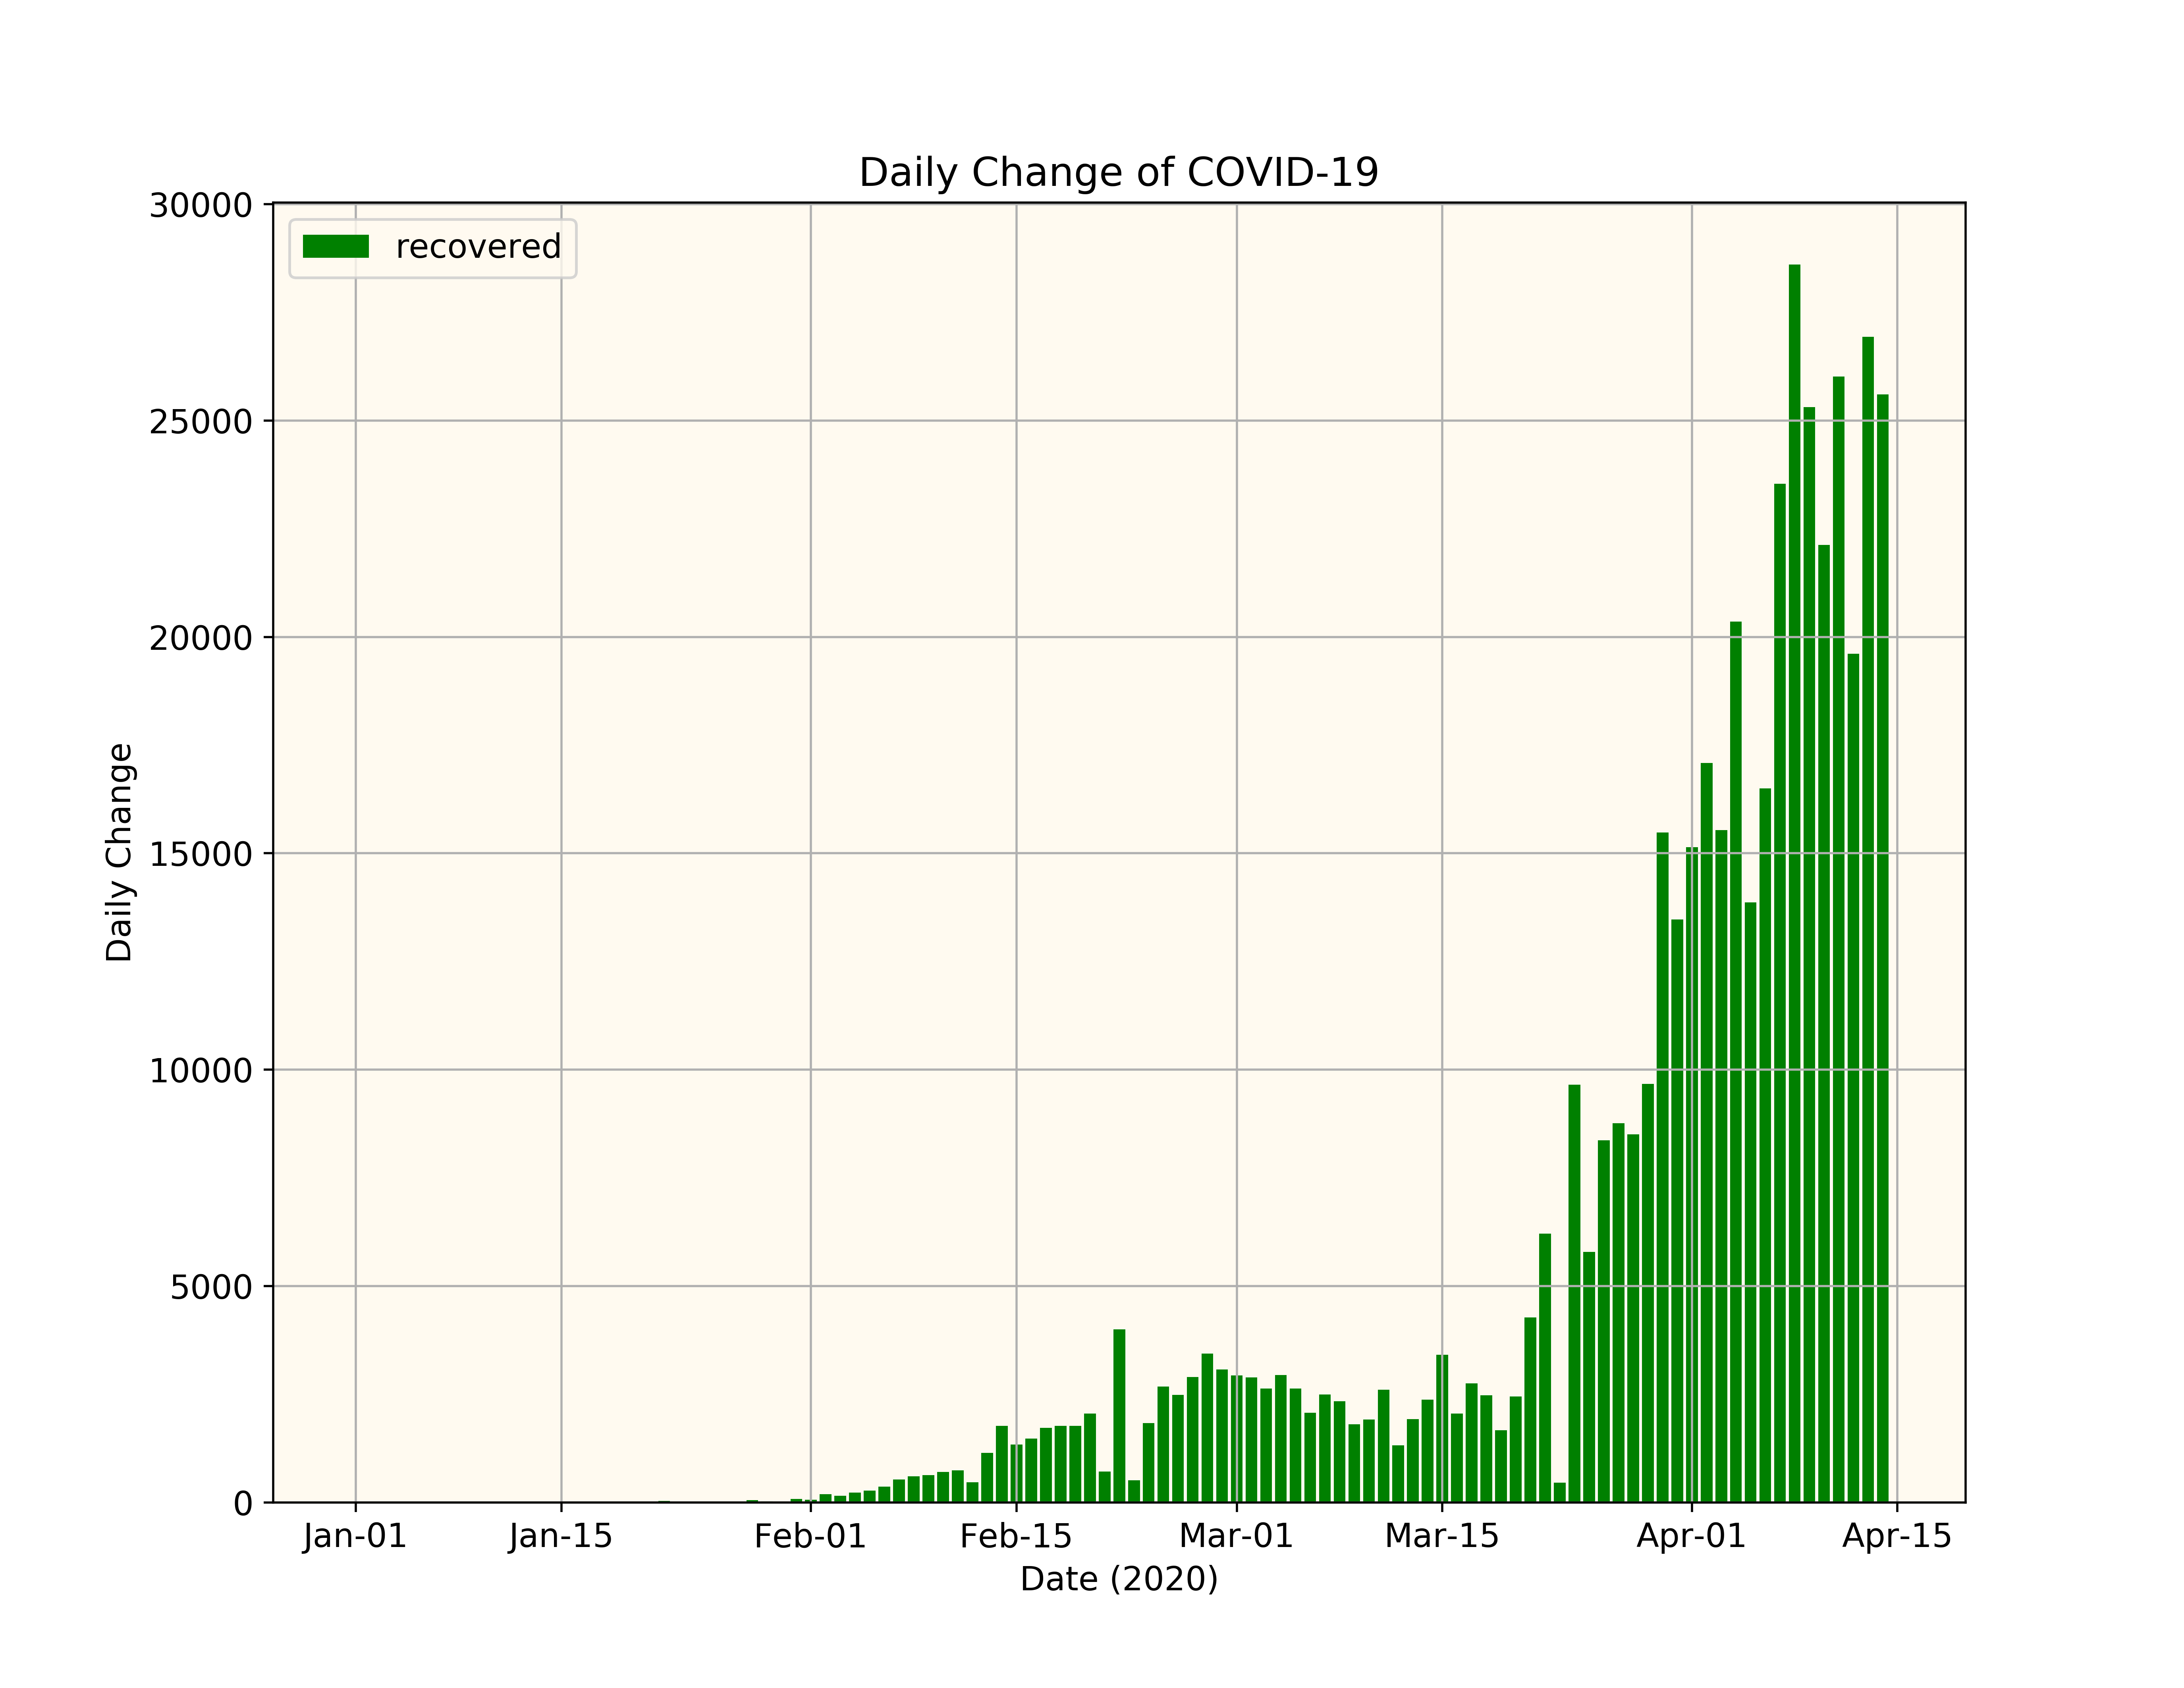 Daily Change of COVID-19
30000
recovered
25000
20000
15000
10000
5000
0
Daily Change
Jan-01 Jan-15 Feb-01 Feb-15 Mar-01 Mar-15 Apr-01 Apr-15
Date (2020)